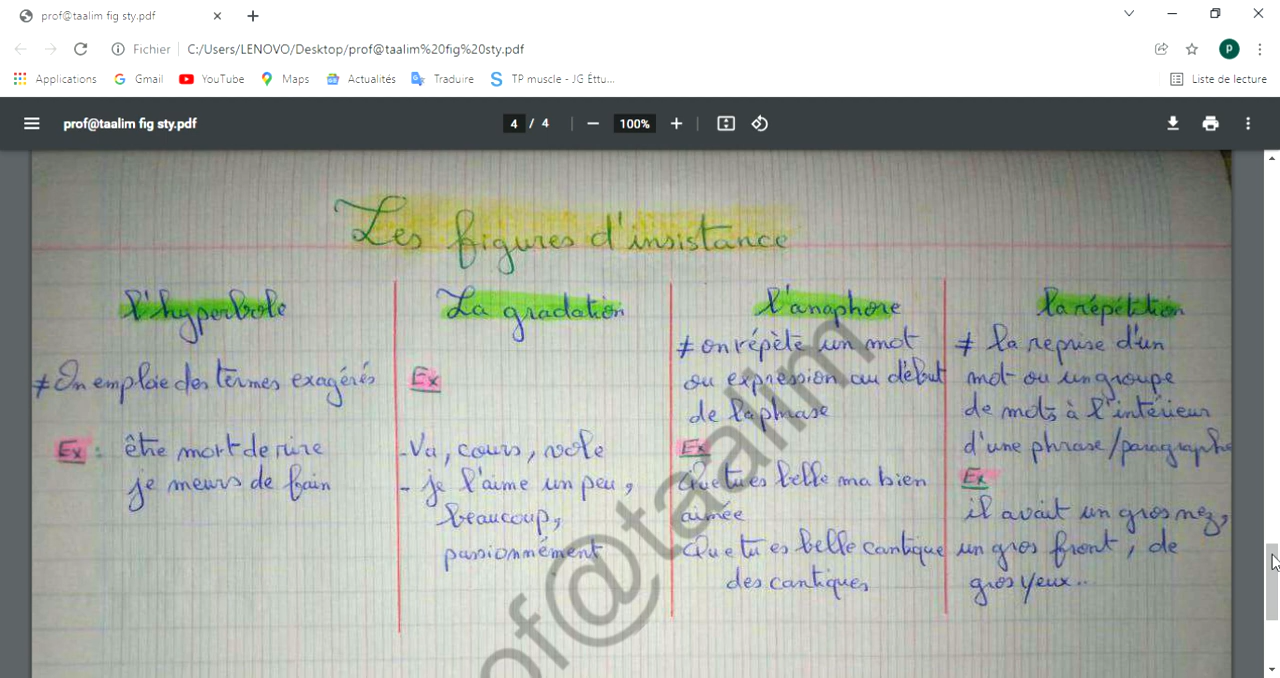 prof@taalim fig sty.pdf
Fichier
C:/Users/LENOVO/Desktop/prof@taalim%20fig%20sty.pdf
P
Applications
Gmail
YouTube
Maps
Actualités
Traduire
TP muscle - JG Éttu...
Liste de lecture
prof@taalim fig sty.pdf
4 / 4
100%
Les figures d'insistance
l'hyperbole
≠ On emploie des termes exagérés
Ex : être mort de rire
je meurs de fain
La gradation
Ex
- Va, cours, vole
- je l'aime un peu,
beaucoup,
passionnément
l'anaphore
≠ on répète un mot
ou expression au début
de la phrase
Ex
Que tu es belle ma bien
aimée
Que tu es belle cantique
des cantiques
la répétition
≠ la reprise d'un
mot ou un groupe
de mots à l'intérieur
d'une phrase/paragraphe
Ex
il avait un gros nez,
un gros front, de
gros yeux..
of@taalim